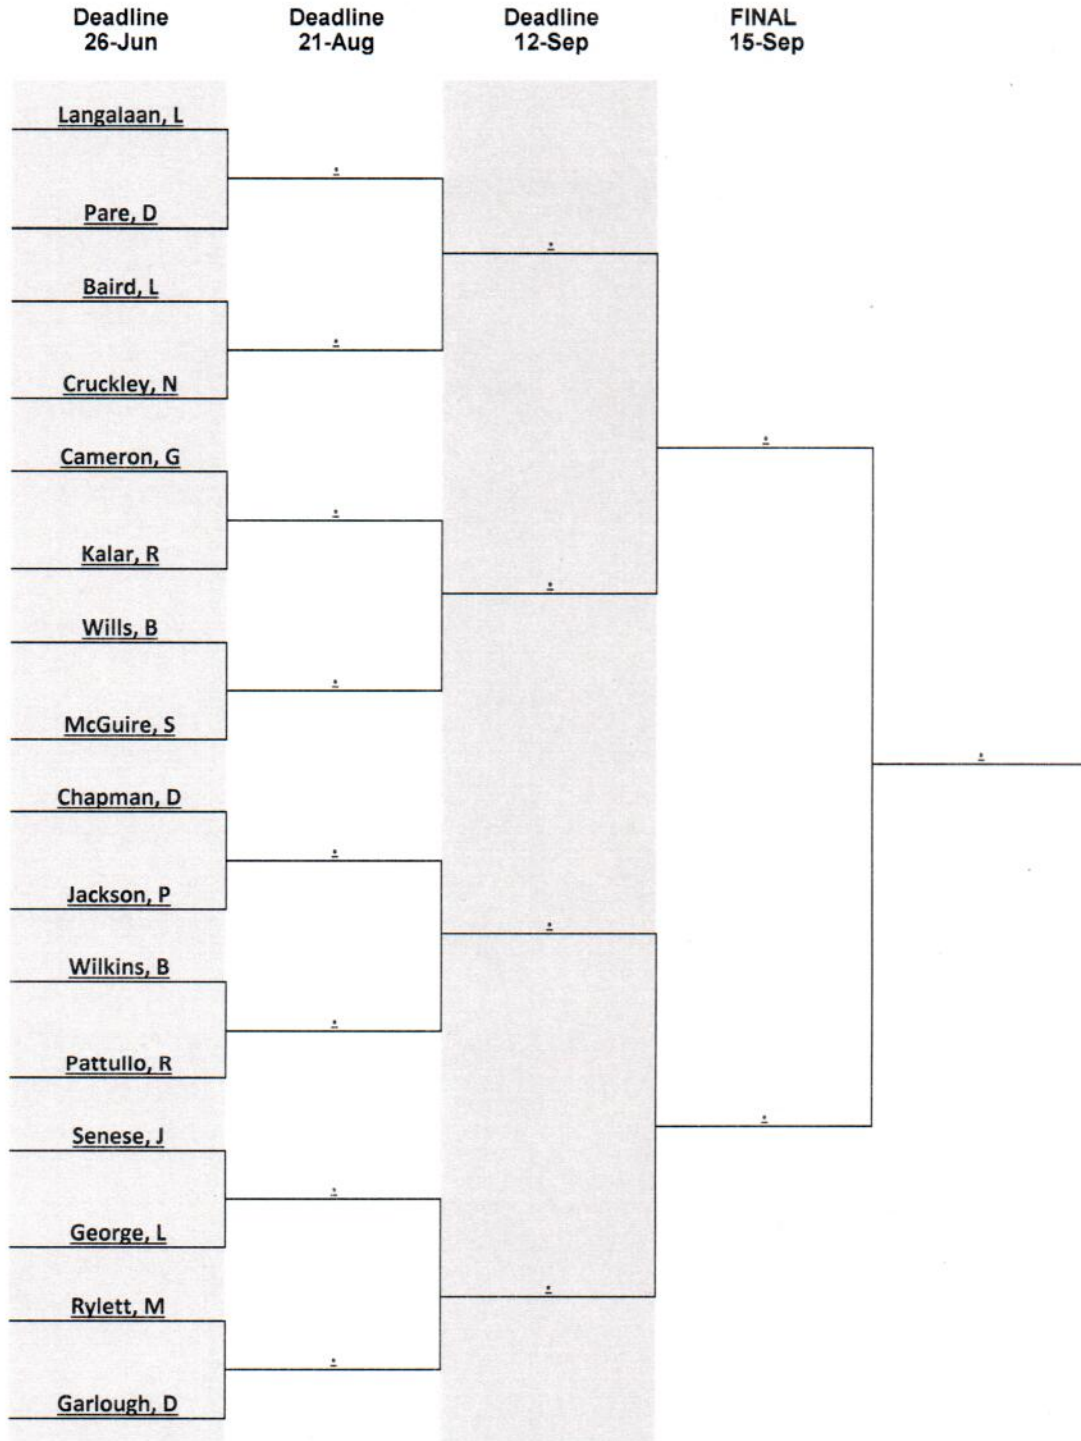 Deadline Deadline Deadline FINAL
26-Jun 21-Aug 12-Sep 15-Sep
Langalaan, L
Pare, D
Baird, L
Cruckley, N
Cameron, G
Kalar, R
Wills, B
McGuire, S
Chapman, D
Jackson, P
Wilkins, B
Pattullo, R
Senese, J
George, L
Rylett, M
Garlough, D